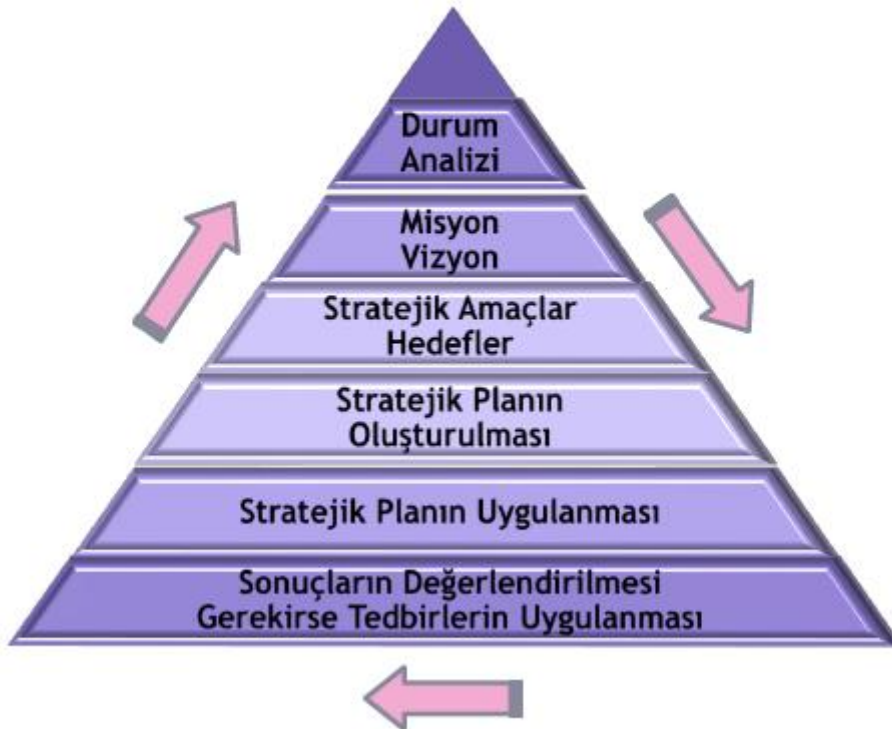 Durum
Analizi
Misyon
Vizyon
Stratejik Amaçlar
Hedefler
Stratejik Planın
Oluşturulması
Stratejik Planın Uygulanması
Sonuçların Değerlendirilmesi
Gerekirse Tedbirlerin Uygulanması